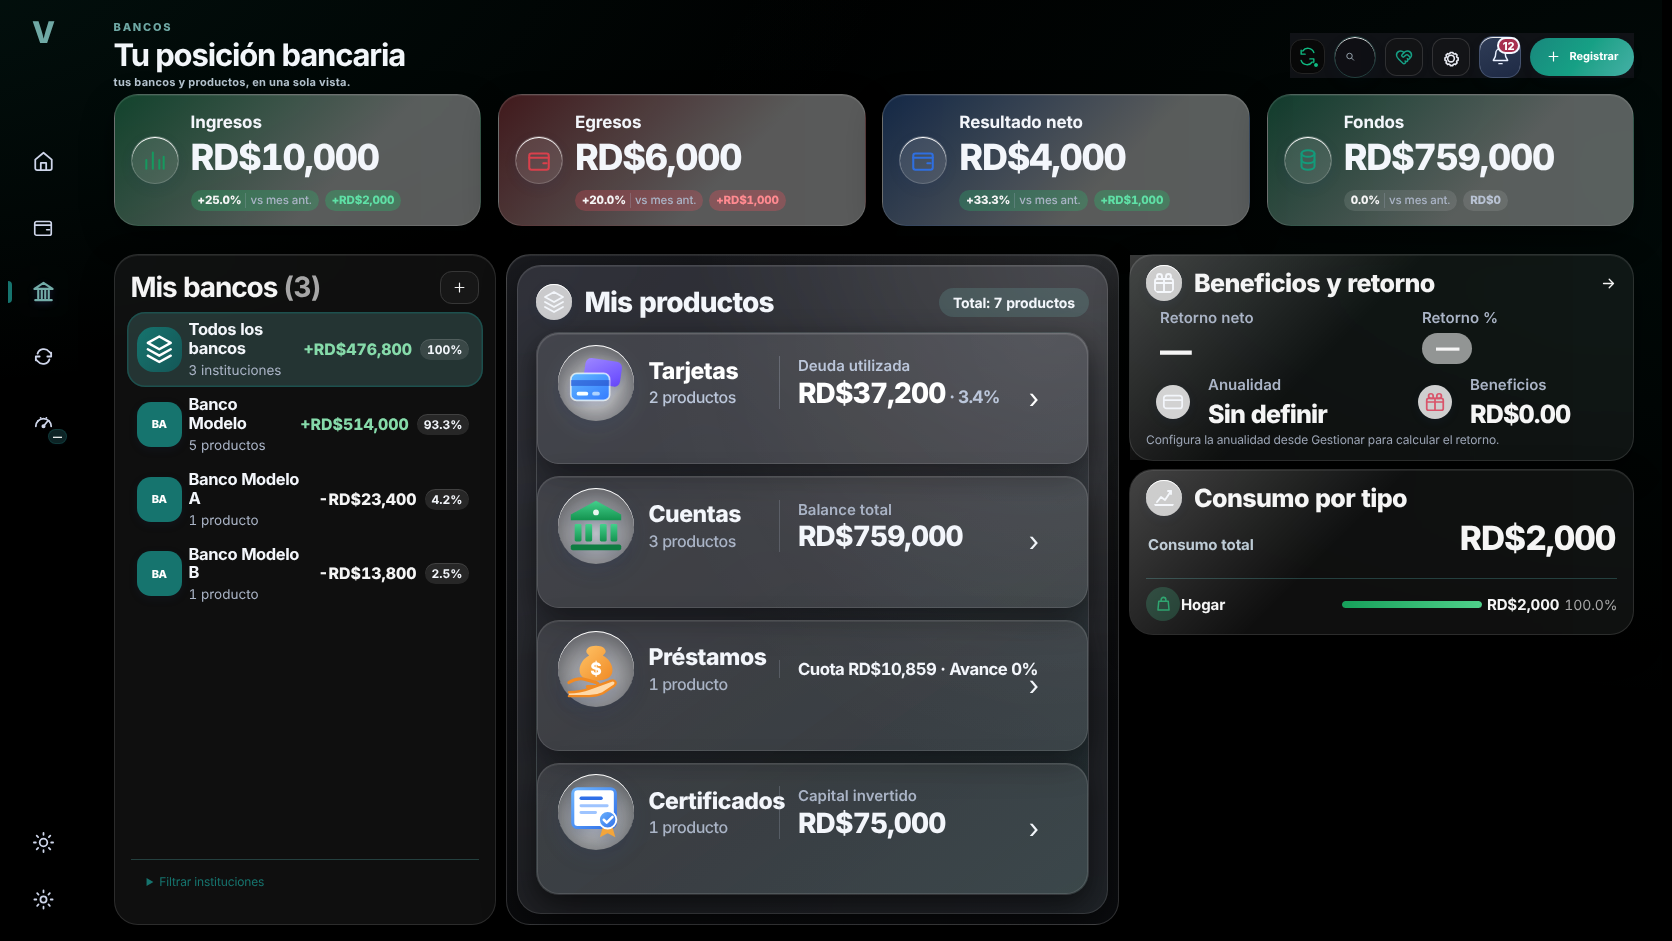 V
BANCOS
Tu posición bancaria
tus bancos y productos, en una sola vista.
12
+ Registrar
Ingresos
RD$10,000
+25.0% vs mes ant. +RD$2,000
Egresos
RD$6,000
+20.0% vs mes ant. +RD$1,000
Resultado neto
RD$4,000
+33.3% vs mes ant. +RD$1,000
Fondos
RD$759,000
0.0% vs mes ant. RD$0
Mis bancos (3)
+
Todos los
bancos
3 instituciones
+RD$476,800 100%
BA
Banco
Modelo
5 productos
+RD$514,000 93.3%
BA
Banco Modelo
A
1 producto
-RD$23,400 4.2%
BA
Banco Modelo
B
1 producto
-RD$13,800 2.5%
Filtrar instituciones
Mis productos
Total: 7 productos
Tarjetas
2 productos
Deuda utilizada
RD$37,200 · 3.4%
Cuentas
3 productos
Balance total
RD$759,000
Préstamos
1 producto
Cuota RD$10,859 · Avance 0%
Certificados
1 producto
Capital invertido
RD$75,000
Beneficios y retorno
Retorno neto
—
Retorno %
—
Anualidad
Sin definir
Beneficios
RD$0.00
Configura la anualidad desde Gestionar para calcular el retorno.
Consumo por tipo
Consumo total
RD$2,000
Hogar
RD$2,000 100.0%